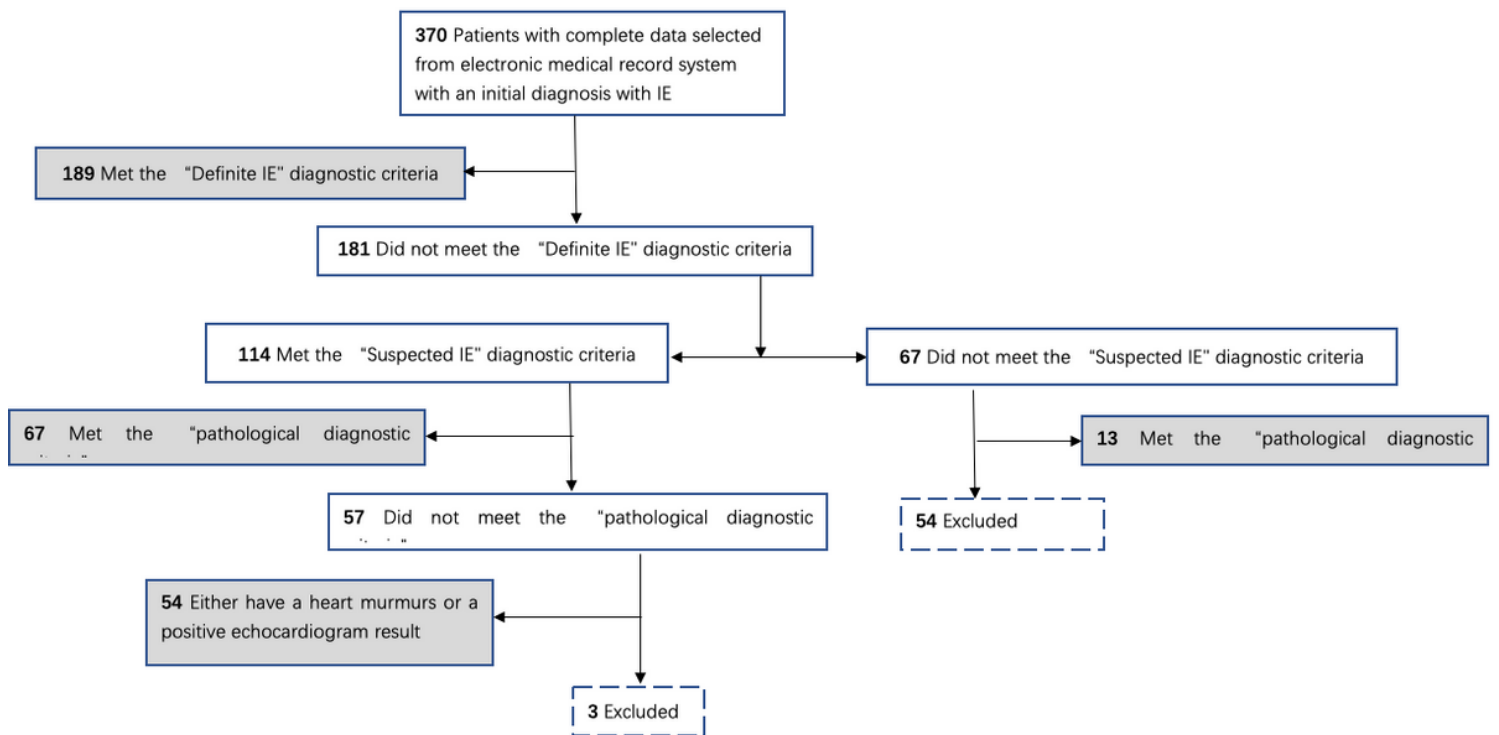 370 Patients with complete data selected
from electronic medical record system
with an initial diagnosis with IE
189 Met the “Definite IE” diagnostic criteria
181 Did not meet the “Definite IE” diagnostic criteria
114 Met the “Suspected IE” diagnostic criteria
67 Did not meet the “Suspected IE” diagnostic criteria
67 Met the “pathological diagnostic
13 Met the “pathological diagnostic
57 Did not meet the “pathological diagnostic
54 Excluded
54 Either have a heart murmurs or a
positive echocardiogram result
3 Excluded